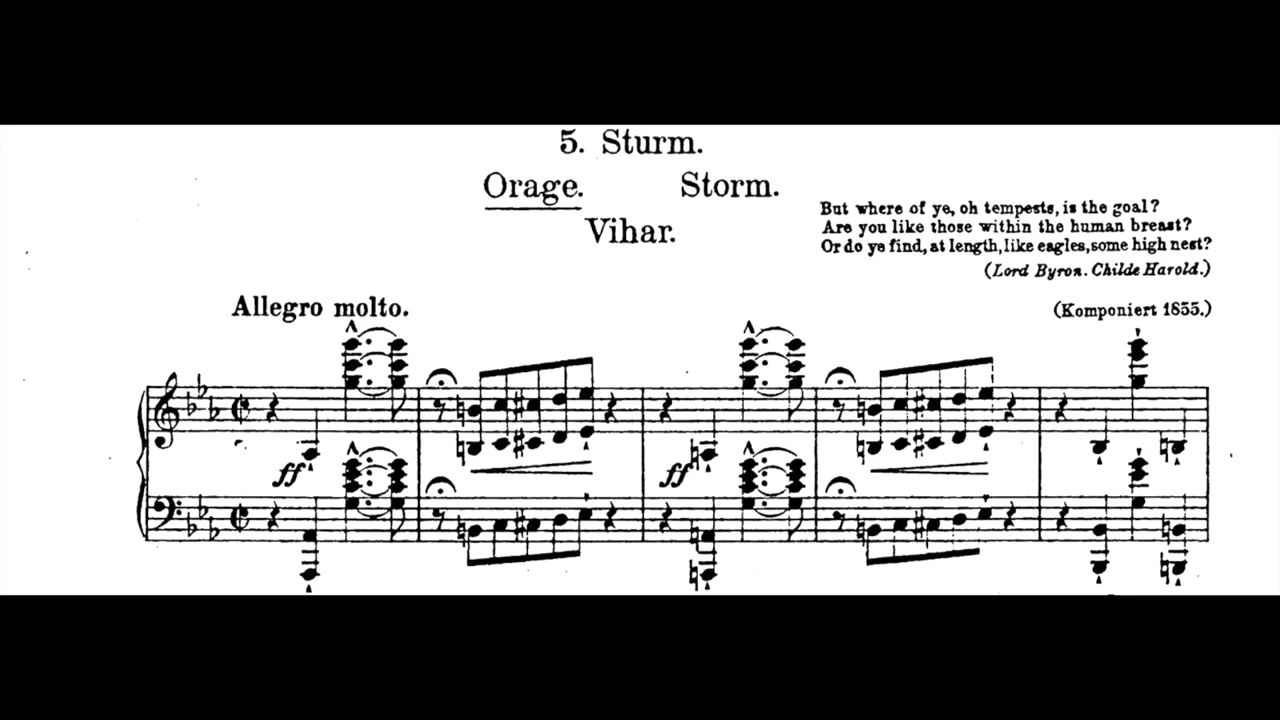 5. Sturm.
Orage. Storm.
Vihar.
But where of ye, oh tempests, is the goal?
Are you like those within the human breast?
Or do ye find, at length, like eagles, some high nest?
(Lord Byron. Childe Harold.)
Allegro molto. (Komponiert 1855.)
ff ff